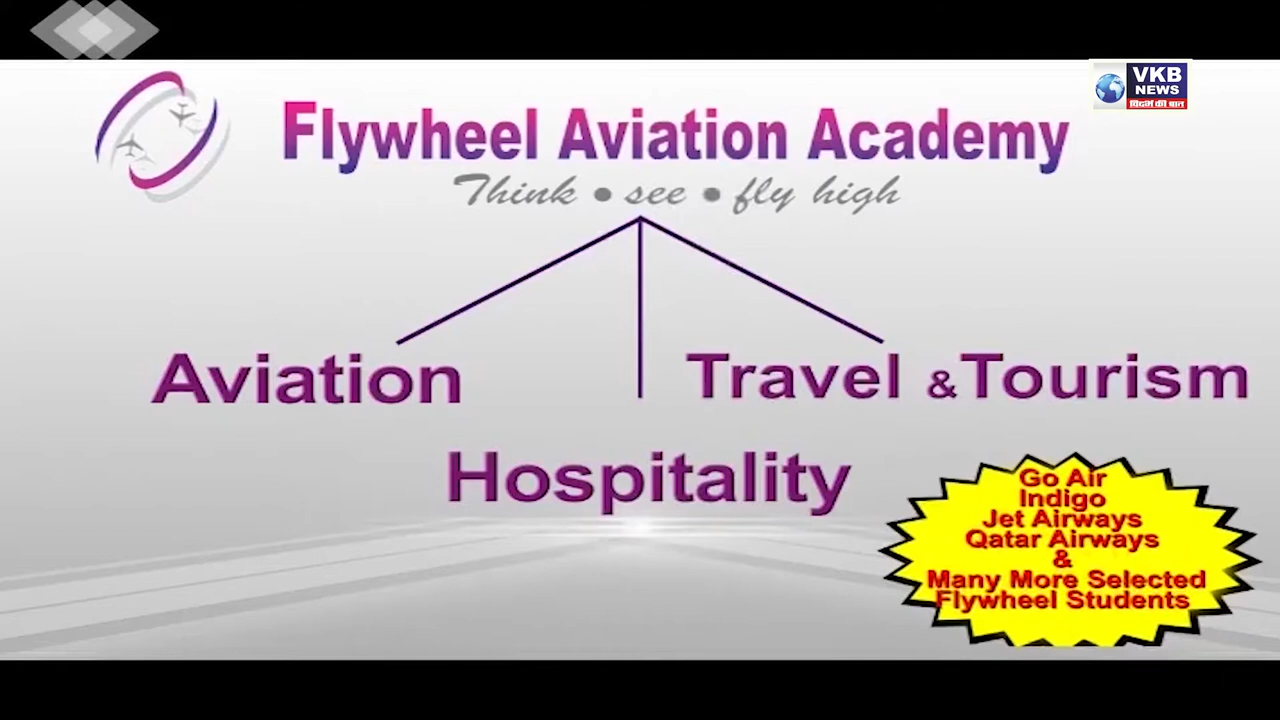 VKB
NEWS
विदर्भ की बात
Flywheel Aviation Academy
Think • see • fly high
Aviation
Travel & Tourism
Hospitality
Go Air
Indigo
Jet Airways
Qatar Airways
&
Many More Selected
Flywheel Students